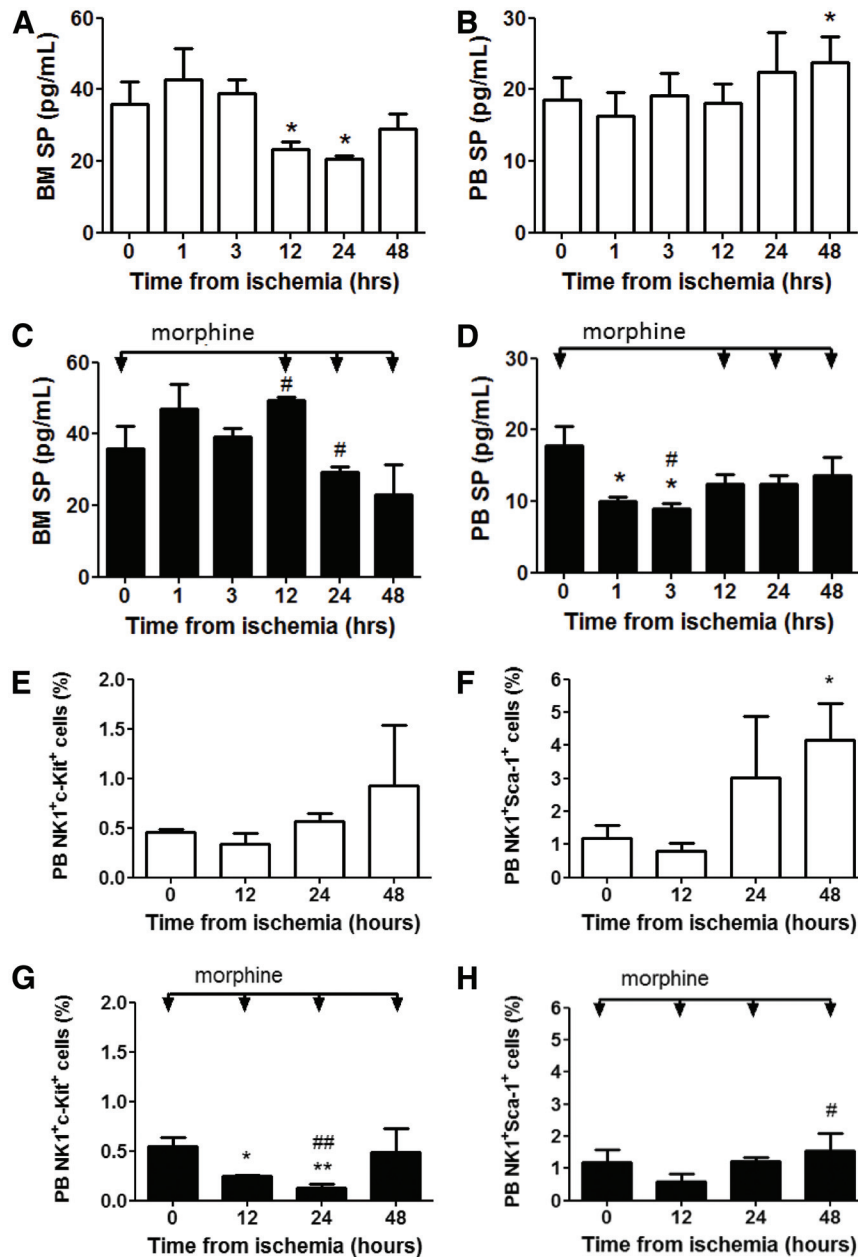 A
BM SP (pg/mL)
60
40
20
0
*
*
0 1 3 12 24 48
Time from ischemia (hrs)
B
PB SP (pg/mL)
30
20
10
0
*
0 1 3 12 24 48
Time from ischemia (hrs)
C
morphine
BM SP (pg/mL)
60
40
20
0
#
#
0 1 3 12 24 48
Time from ischemia (hrs)
D
morphine
PB SP (pg/mL)
30
20
10
0
*
#
*
0 1 3 12 24 48
Time from ischemia (hrs)
E
PB NK1⁺c-Kit⁺ cells (%)
2.0
1.5
1.0
0.5
0.0
0 12 24 48
Time from ischemia (hours)
F
PB NK1⁺Sca-1⁺ cells (%)
6
5
4
3
2
1
0
*
0 12 24 48
Time from ischemia (hours)
G
morphine
PB NK1⁺c-Kit⁺ cells (%)
2.0
1.5
1.0
0.5
0.0
*
##
**
0 12 24 48
Time from ischemia (hours)
H
morphine
PB NK1⁺Sca-1⁺ cells (%)
6
5
4
3
2
1
0
#
0 12 24 48
Time from ischemia (hours)